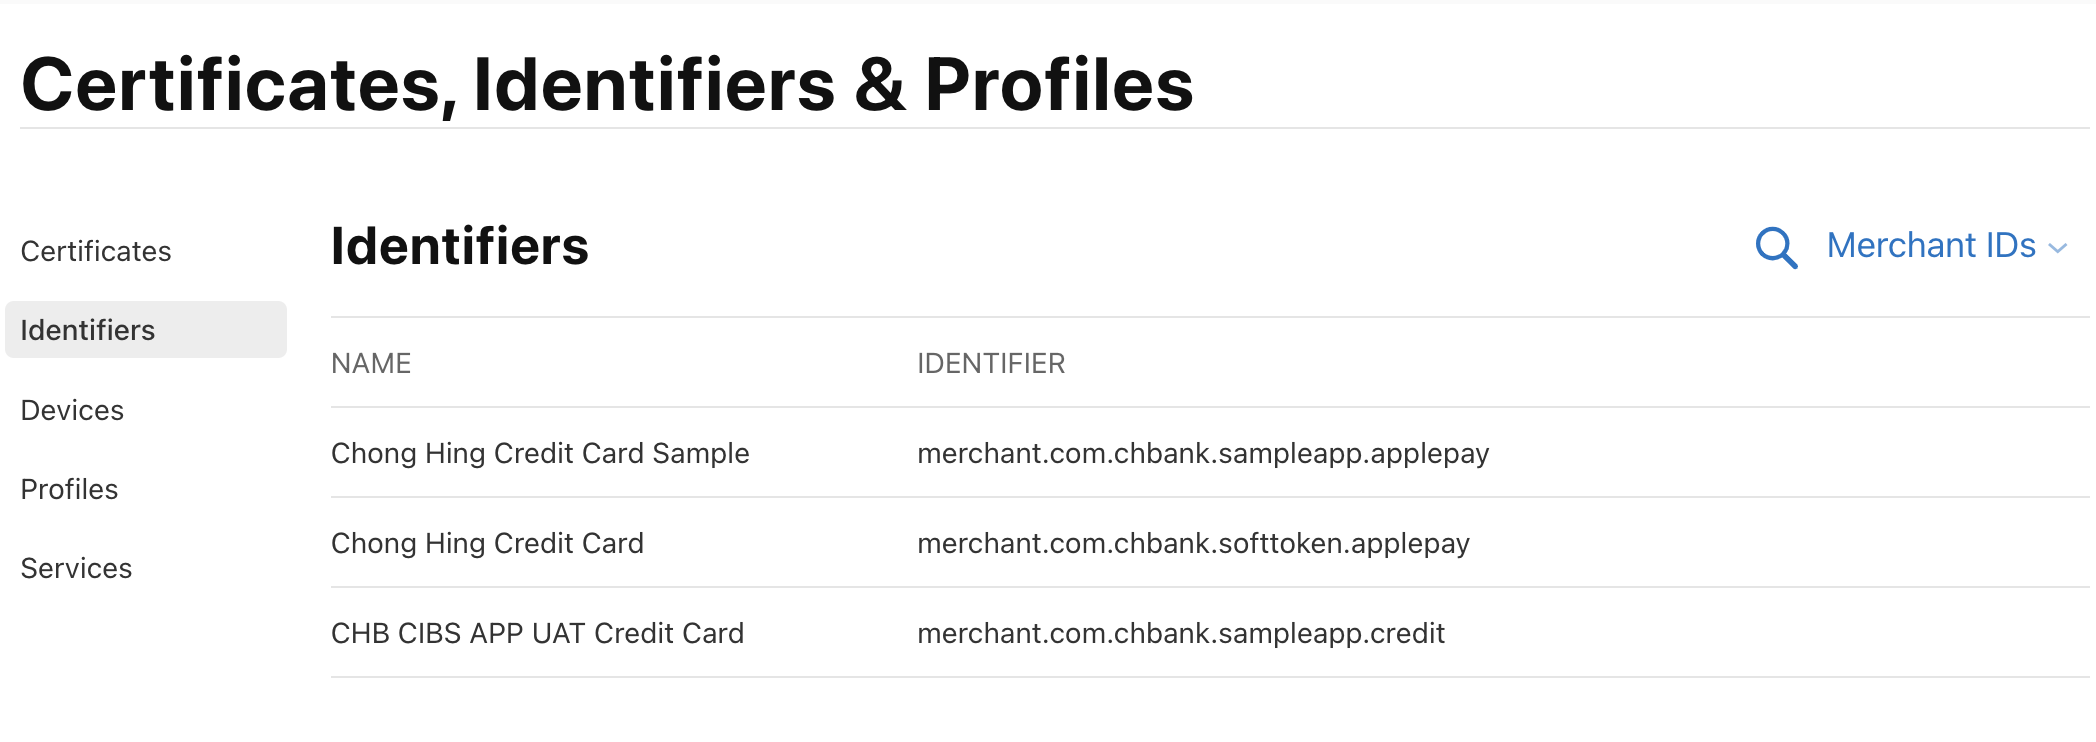 Certificates, Identifiers & Profiles
Certificates
Identifiers
Devices
Profiles
Services
Identifiers
Merchant IDs
NAME IDENTIFIER
Chong Hing Credit Card Sample merchant.com.chbank.sampleapp.applepay
Chong Hing Credit Card merchant.com.chbank.softtoken.applepay
CHB CIBS APP UAT Credit Card merchant.com.chbank.sampleapp.credit